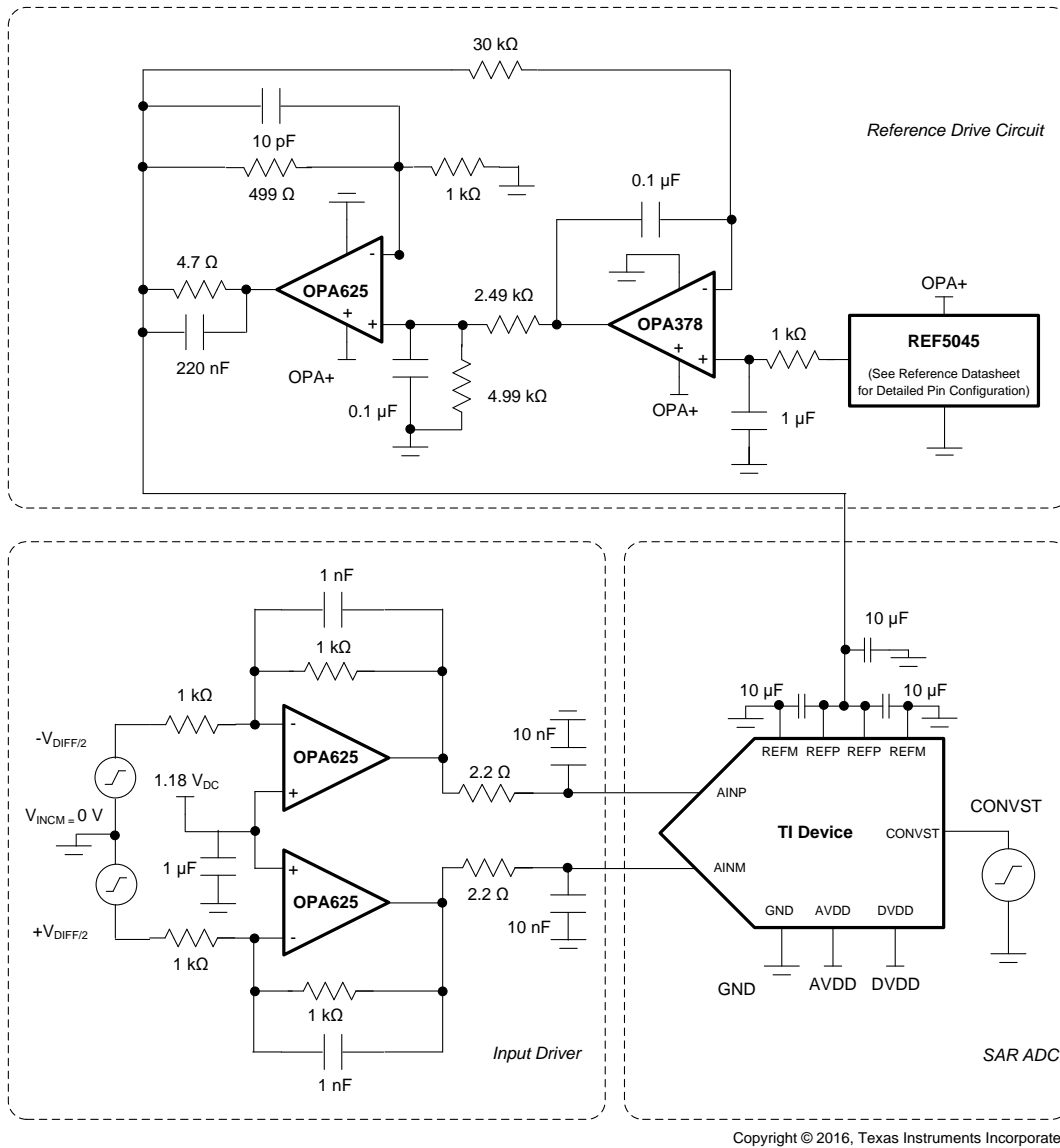 30 kΩ
Reference Drive Circuit
10 pF
499 Ω
1 kΩ
0.1 µF
4.7 Ω
220 nF
-
OPA625
+
+
OPA+
2.49 kΩ
0.1 µF
4.99 kΩ
-
OPA378
+
+
OPA+
1 kΩ
1 µF
OPA+
REF5045
(See Reference Datasheet
for Detailed Pin Configuration)
1 nF
1 kΩ
1 kΩ
-VDIFF/2
-
OPA625
+
1.18 VDC
VINCM = 0 V
1 µF
+
OPA625
-
+VDIFF/2
1 kΩ
1 kΩ
1 nF
10 nF
2.2 Ω
2.2 Ω
10 nF
Input Driver
10 µF
10 µF
10 µF
REFM
REFP
REFP
REFM
AINP
TI Device
CONVST
CONVST
AINM
GND
AVDD
DVDD
GND
AVDD
DVDD
SAR ADC
Copyright © 2016, Texas Instruments Incorporate